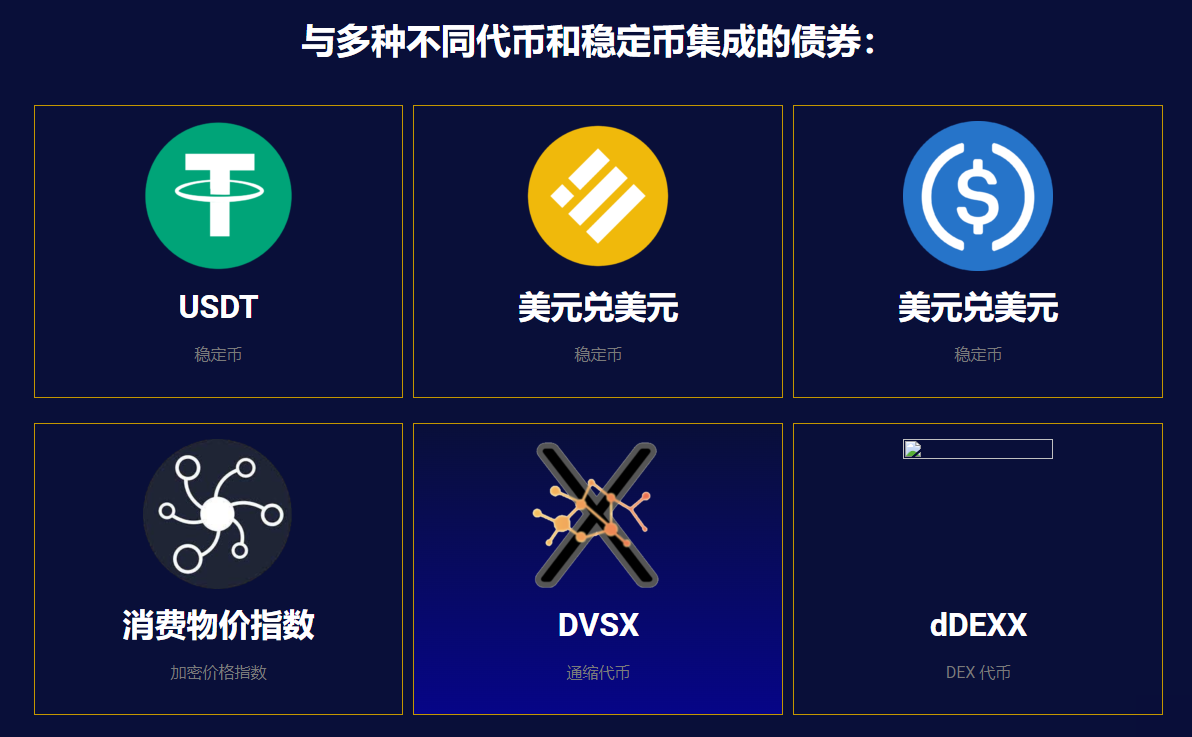 与多种不同代币和稳定币集成的债券：
USDT
稳定币
美元兑美元
稳定币
美元兑美元
稳定币
消费物价指数
加密价格指数
DVSX
通缩代币
dDEXX
DEX 代币